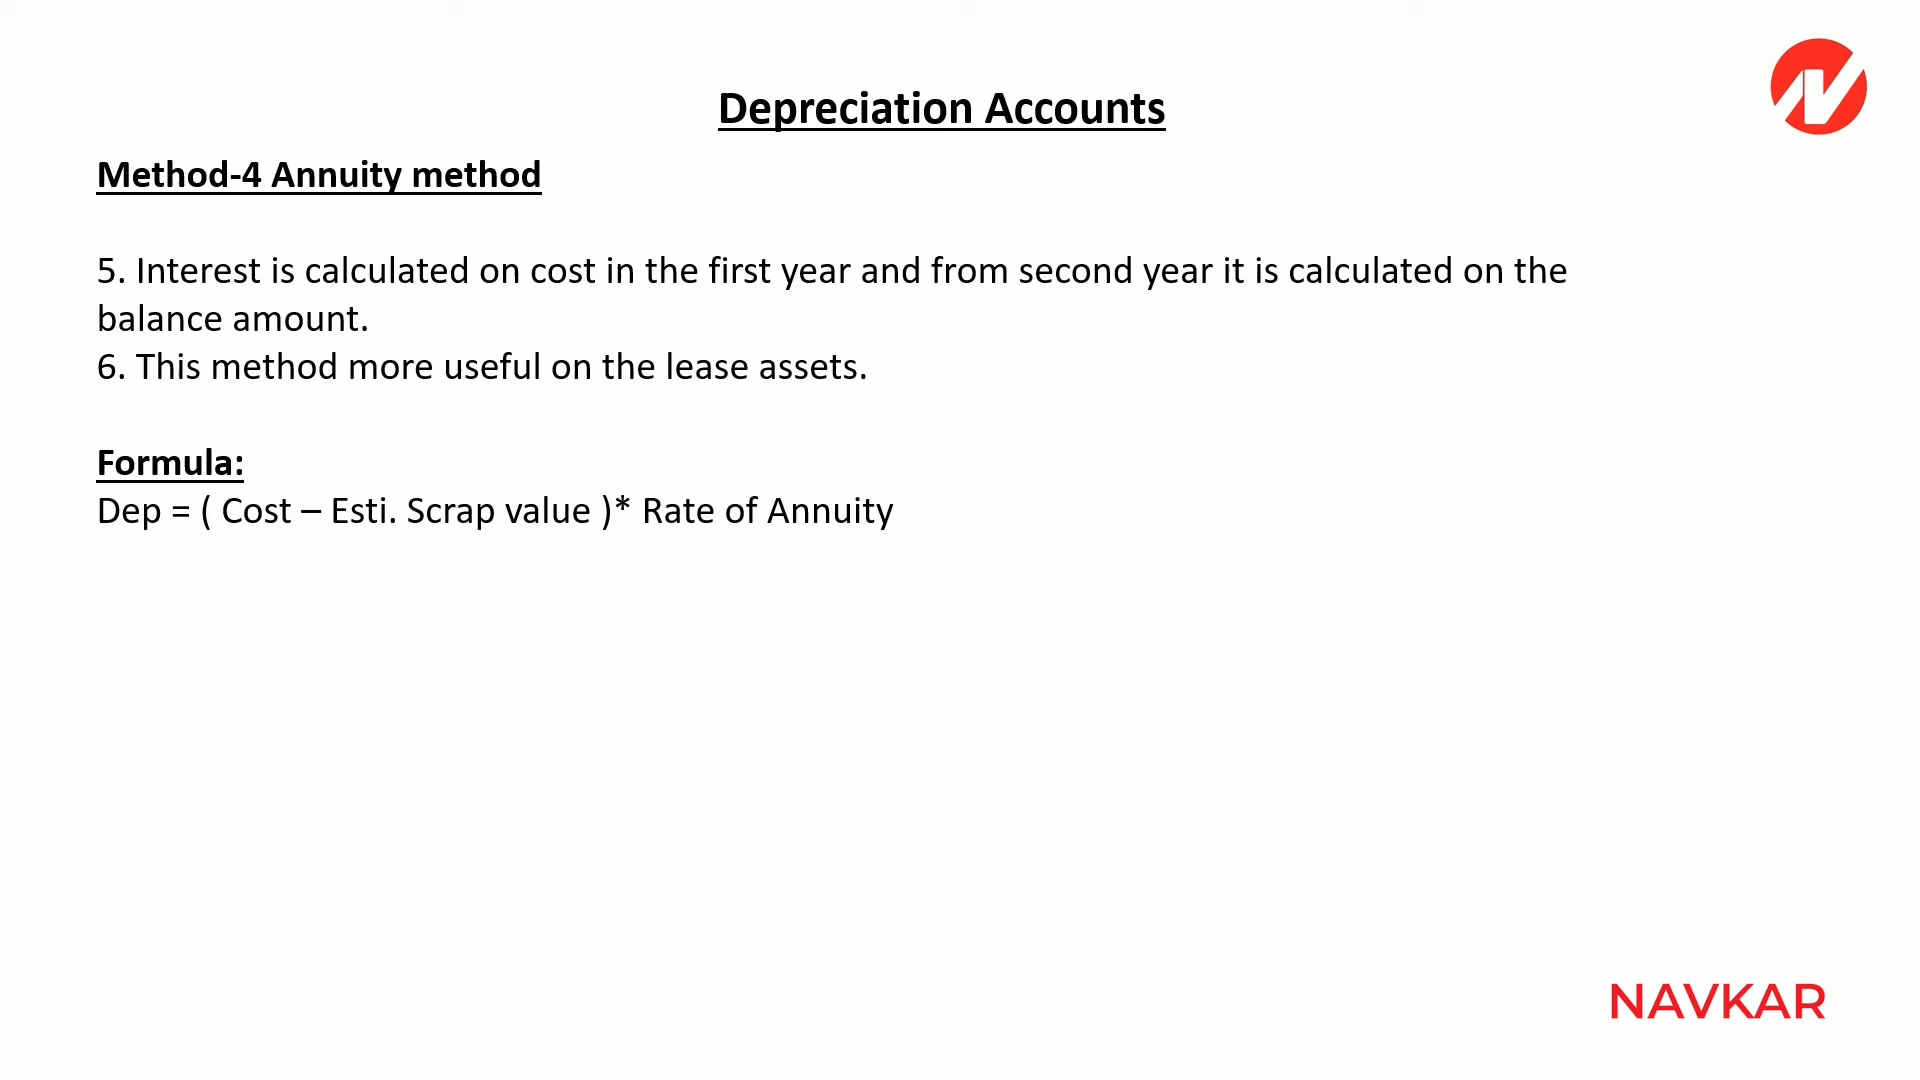 Depreciation Accounts
Method-4 Annuity method
5. Interest is calculated on cost in the first year and from second year it is calculated on the
balance amount.
6. This method more useful on the lease assets.
Formula:
Dep = ( Cost – Esti. Scrap value )* Rate of Annuity
NAVKAR